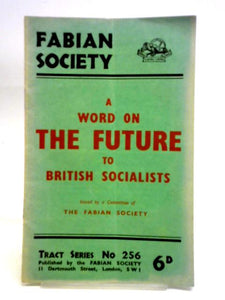 FABIAN
SOCIETY
A
WORD ON
THE FUTURE
TO
BRITISH SOCIALISTS
Issued by a Committee of
THE FABIAN SOCIETY
TRACT SERIES No 256
Published by the FABIAN SOCIETY
11 Dartmouth Street, London, S W 1
6D